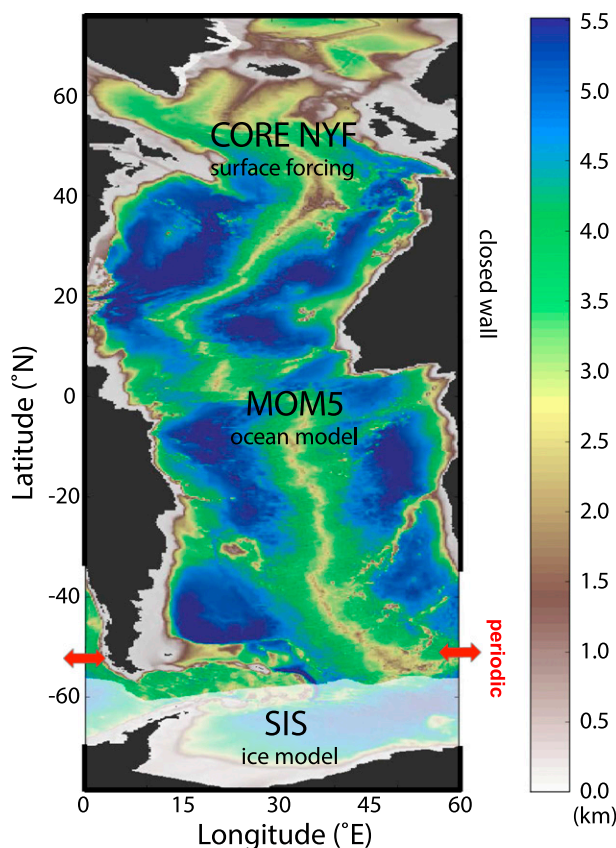 5.5
60
CORE NYF
5.0
surface forcing
4.5
40
4.0
closed wall
20
3.5
Latitude (˚N)
0
MOM5
3.0
ocean model
2.5
-20
2.0
-40
1.5
periodic
1.0
-60
SIS
0.5
ice model
0
0
15
30
45
60
(km)
Longitude (˚E)